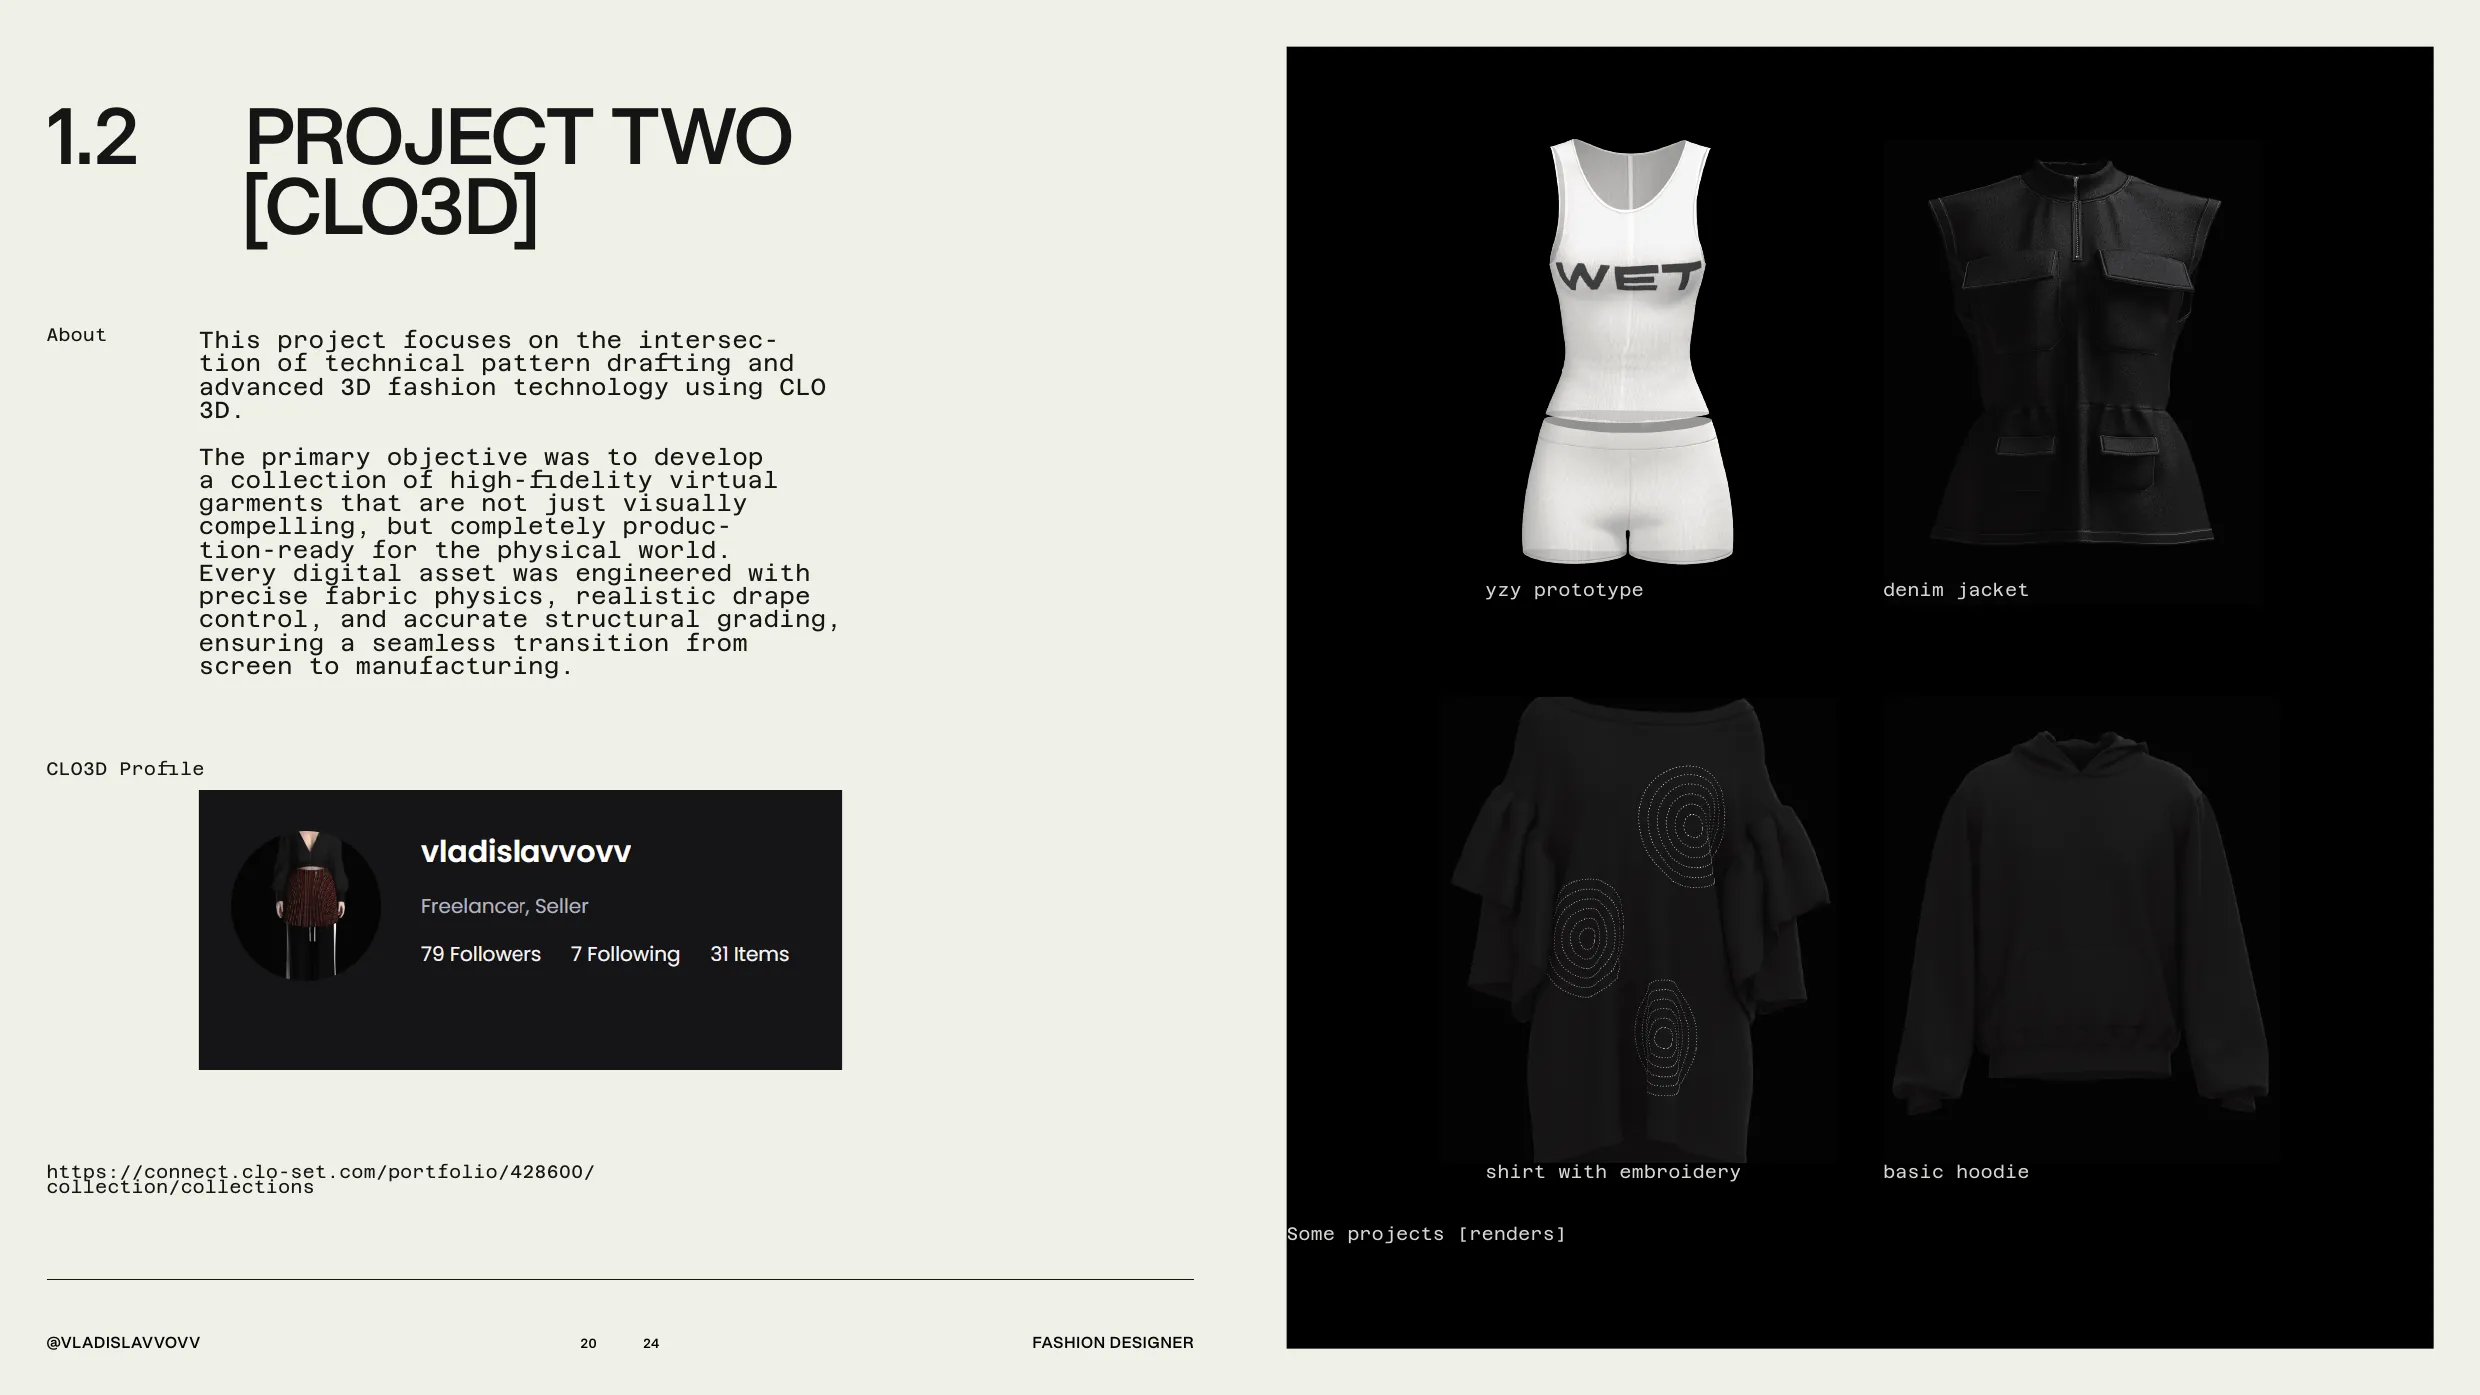 1.2
PROJECT TWO
[CLO3D]
About
This project focuses on the intersec-
tion of technical pattern drafting and
advanced 3D fashion technology using CLO
3D.
The primary objective was to develop
a collection of high-fidelity virtual
garments that are not just visually
compelling, but completely produc-
tion-ready for the physical world.
Every digital asset was engineered with
precise fabric physics, realistic drape
control, and accurate structural grading,
ensuring a seamless transition from
screen to manufacturing.
CLO3D Profile
vladislavvovv
Freelancer, Seller
79 Followers 7 Following 31 Items
https://connect.clo-set.com/portfolio/428600/
collection/collections
@VLADISLAVVOVV 20 24 FASHION DESIGNER
WET
yzy prototype
denim jacket
shirt with embroidery
basic hoodie
Some projects [renders]